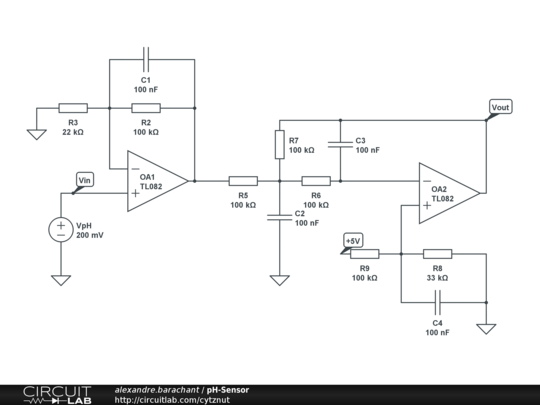 C1
100 nF
R3
22 kΩ
R2
100 kΩ
Vout
R7
100 kΩ
C3
100 nF
OA1
TL082
Vin
R5
100 kΩ
R6
100 kΩ
OA2
TL082
C2
100 nF
VpH
200 mV
+5V
R9
100 kΩ
R8
33 kΩ
C4
100 nF
CIRCUIT
LAB
alexandre.barachant / pH-Sensor
http://circuitlab.com/cytznut